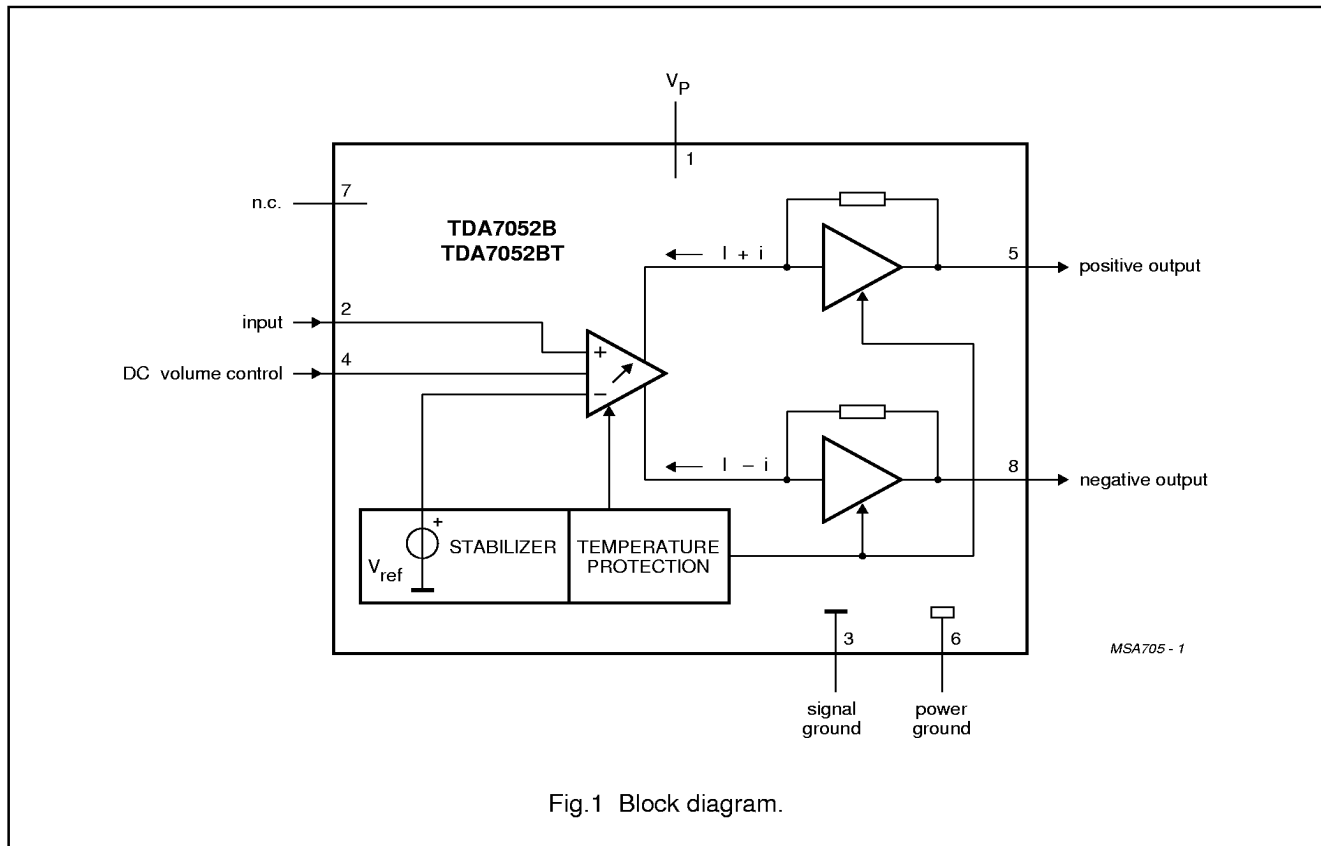 V_P
1
7
n.c.
TDA7052B
TDA7052BT
I + i
5
positive output
2
input
4
DC volume control
+
−
I − i
8
negative output
+
V_ref
STABILIZER
TEMPERATURE
PROTECTION
3
6
MSA705 - 1
signal
ground
power
ground
Fig.1 Block diagram.